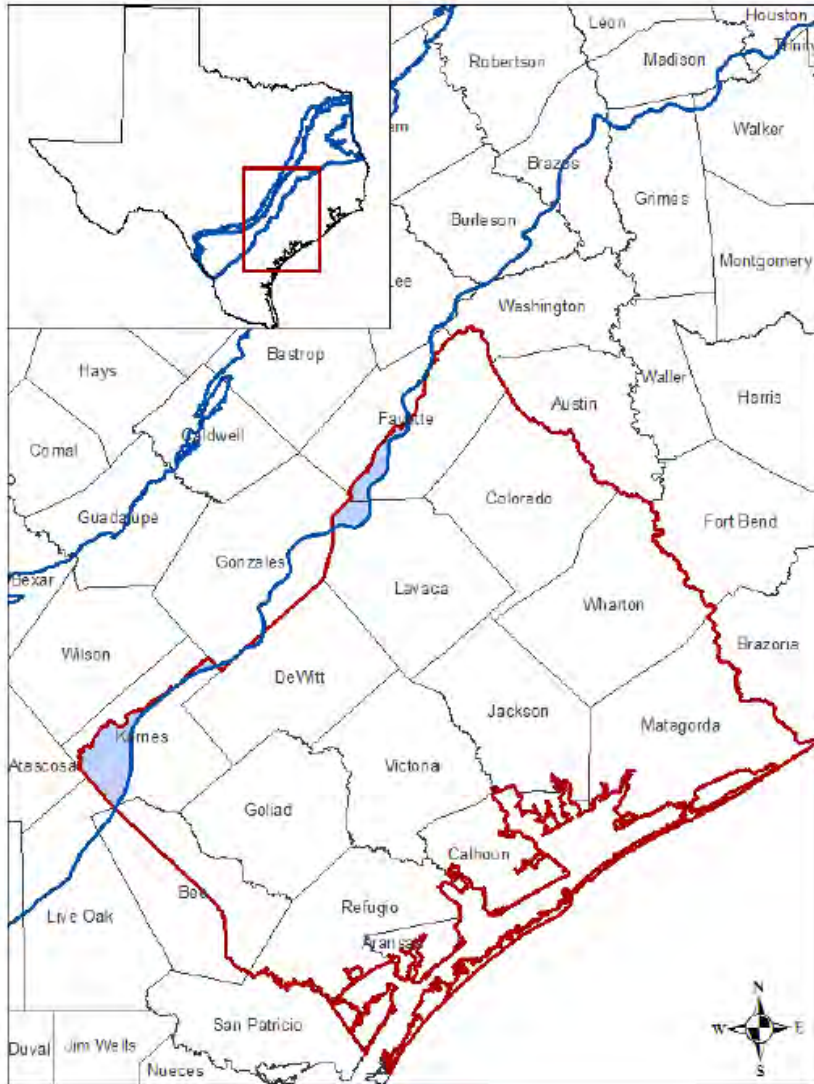 Houston
Leon
Trinity
Madison
Robertson
Walker
em
Brazos
Grimes
Burleson
Montgomery
Lee
Washington
Bastrop
Hays
Waller
Harris
Austin
Fayette
Caldwell
Comal
Colorado
Guadalupe
Fort Bend
Gonzales
Bexar
Lavaca
Wharton
Brazoria
Wilson
DeWitt
Jackson
Matagorda
Karnes
Atascosa
Victoria
Goliad
Calhoun
Bee
Refugio
Live Oak
Aransas
N
W E
S
San Patricio
Duval
Jim Wells
Nueces